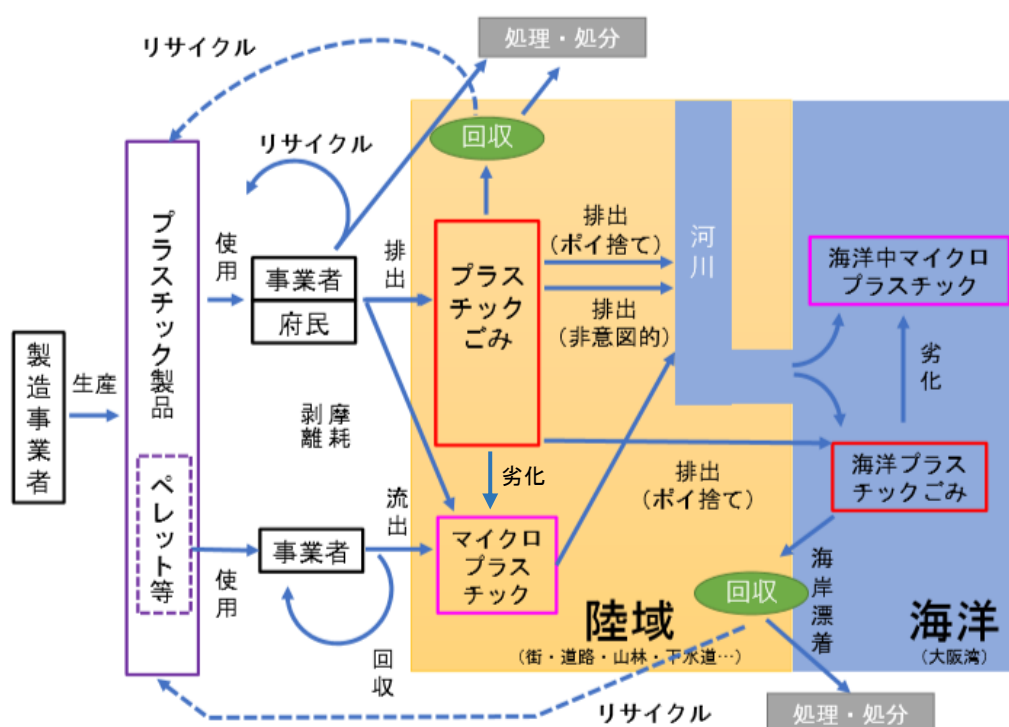 リサイクル
処理・処分
回収
リサイクル
プラスチック製品
使用
事業者
府民
排出
プラス
チック
ごみ
排出
(ポイ捨て)
排出
(非意図的)
河川
海洋中マイクロ
プラスチック
製造事業者
生産
剥離
摩耗
劣化
劣化
排出
(ポイ捨て)
海洋プラス
チックごみ
ペレット等
使用
事業者
流出
マイクロ
プラス
チック
回収
回収
海岸漂着
陸域
(街・道路・山林・下水道…)
海洋
(大阪湾)
リサイクル
処理・処分